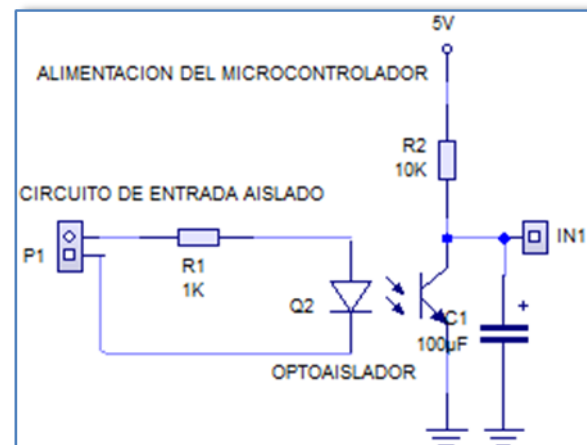 5V
ALIMENTACION DEL MICROCONTROLADOR
R2
10K
CIRCUITO DE ENTRADA AISLADO
P1
R1
1K
IN1
Q2
C1
+
100µF
OPTOAISLADOR